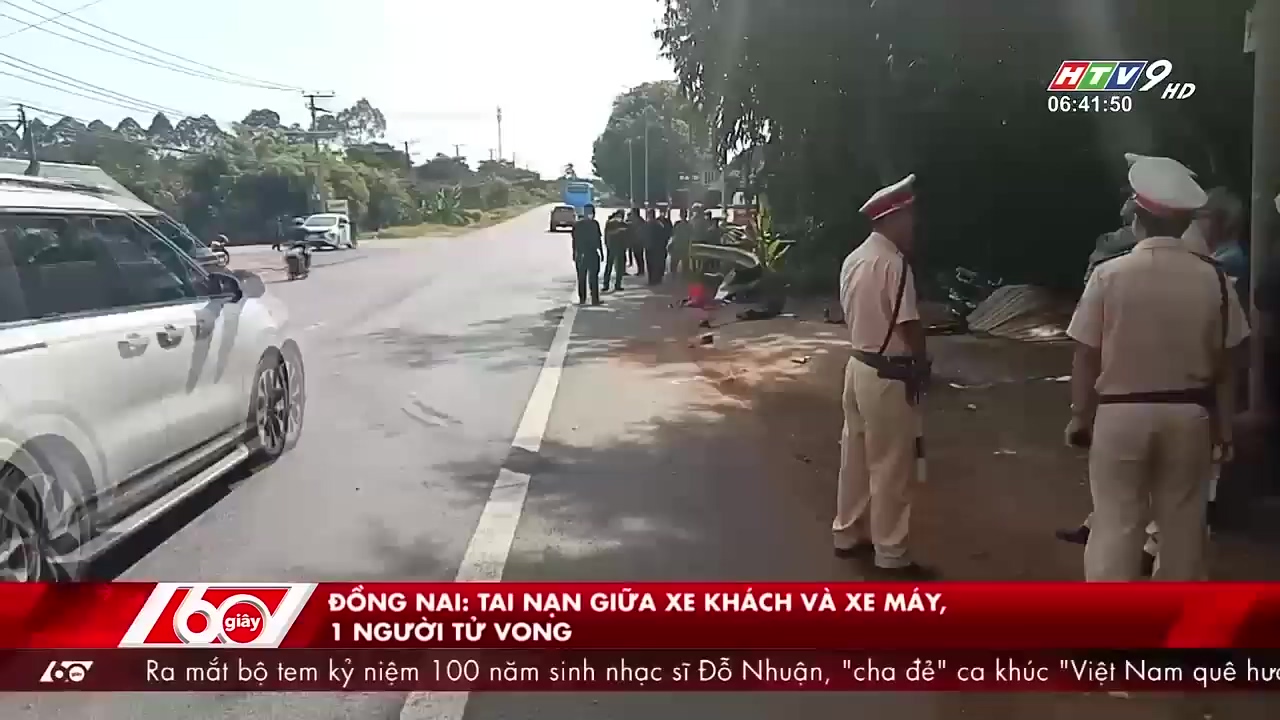 HTV9 HD
06:41:50
60 giây
ĐỒNG NAI: TAI NẠN GIỮA XE KHÁCH VÀ XE MÁY,
1 NGƯỜI TỬ VONG
60s Ra mắt bộ tem kỷ niệm 100 năm sinh nhạc sĩ Đỗ Nhuận, "cha đẻ" ca khúc "Việt Nam quê